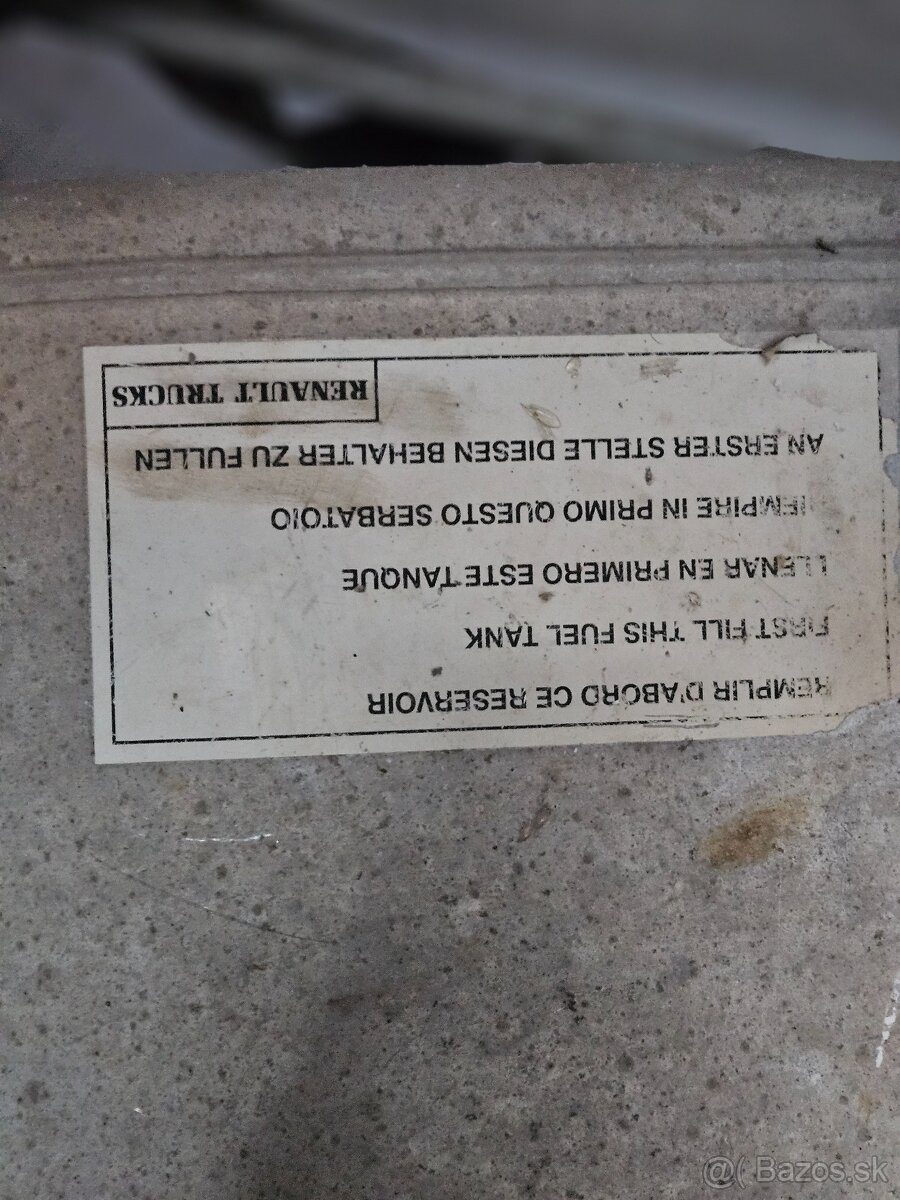 REMPLIR D'ABORD CE RESERVOIR
FIRST FILL THIS FUEL TANK
LLENAR EN PRIMERO ESTE TANQUE
RIEMPIRE IN PRIMO QUESTO SERBATOIO
AN ERSTER STELLE DIESEN BEHALTER ZU FULLEN
RENAULT TRUCKS
@( Bazos.sk